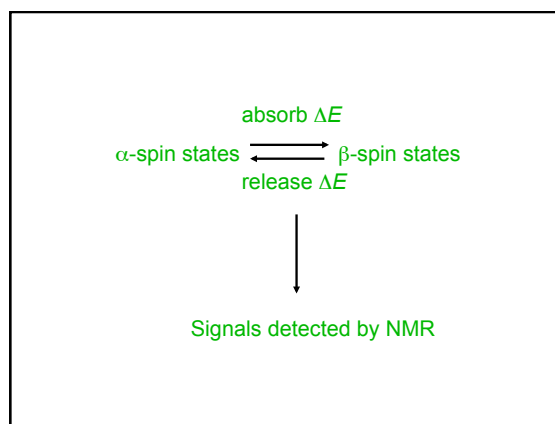 absorb ΔE
α-spin states β-spin states
release ΔE
Signals detected by NMR